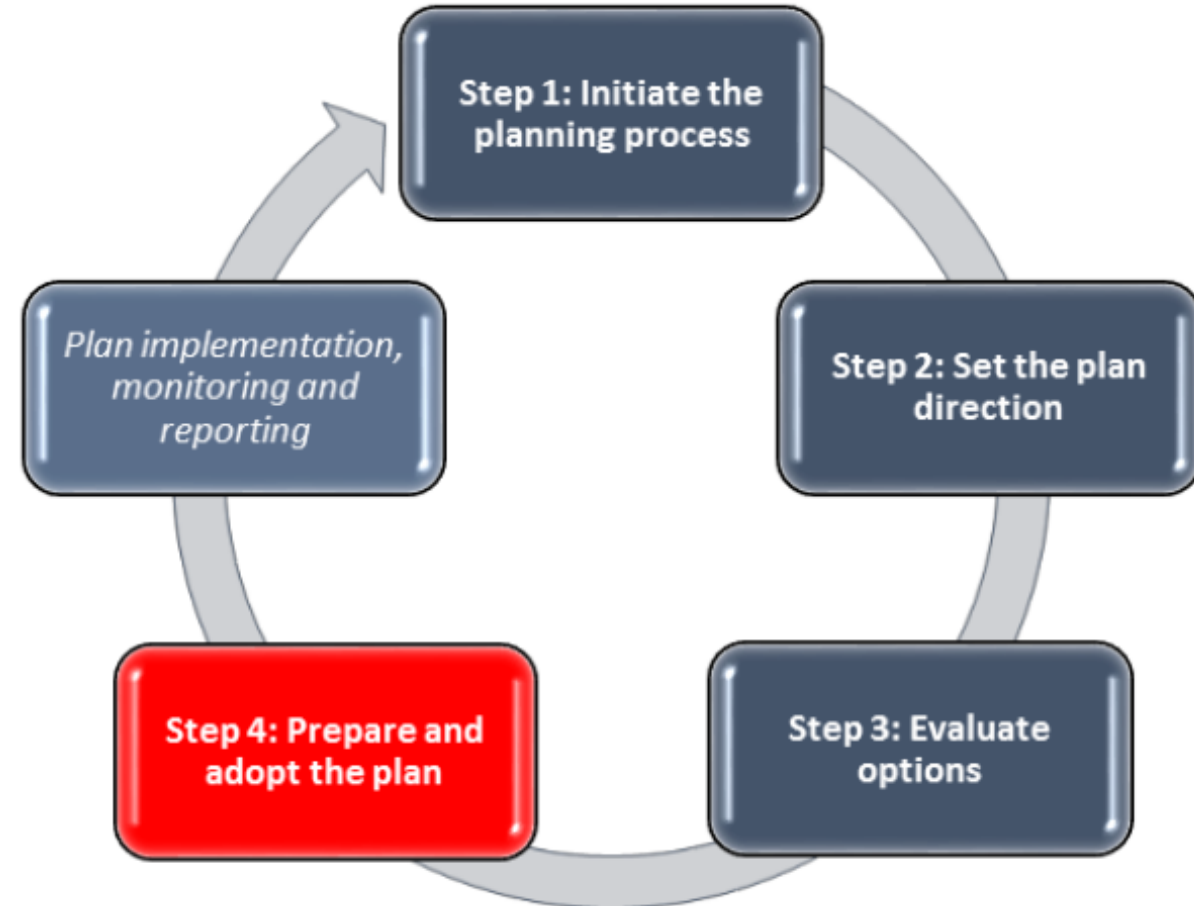 Step 1: Initiate the
planning process
Step 2: Set the plan
direction
Step 3: Evaluate
options
Step 4: Prepare and
adopt the plan
Plan implementation,
monitoring and
reporting